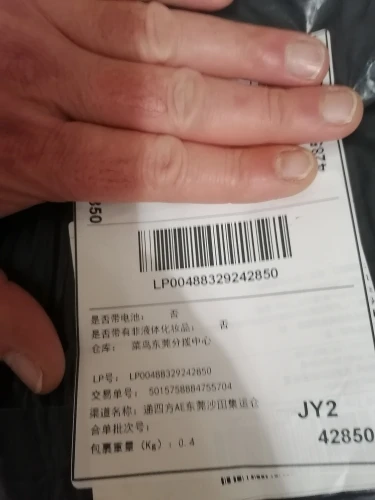 LP00488329242850
是否带电池： 否
是否带有非液体化妆品： 否
仓库： 菜鸟东莞分拨中心
LP号： LP00488329242850
交易单号： 5015758884755704
渠道名称： 递四方AE东莞沙田集运仓
合单批次号：
包裹重量（Kg）：0.4
JY2
42850